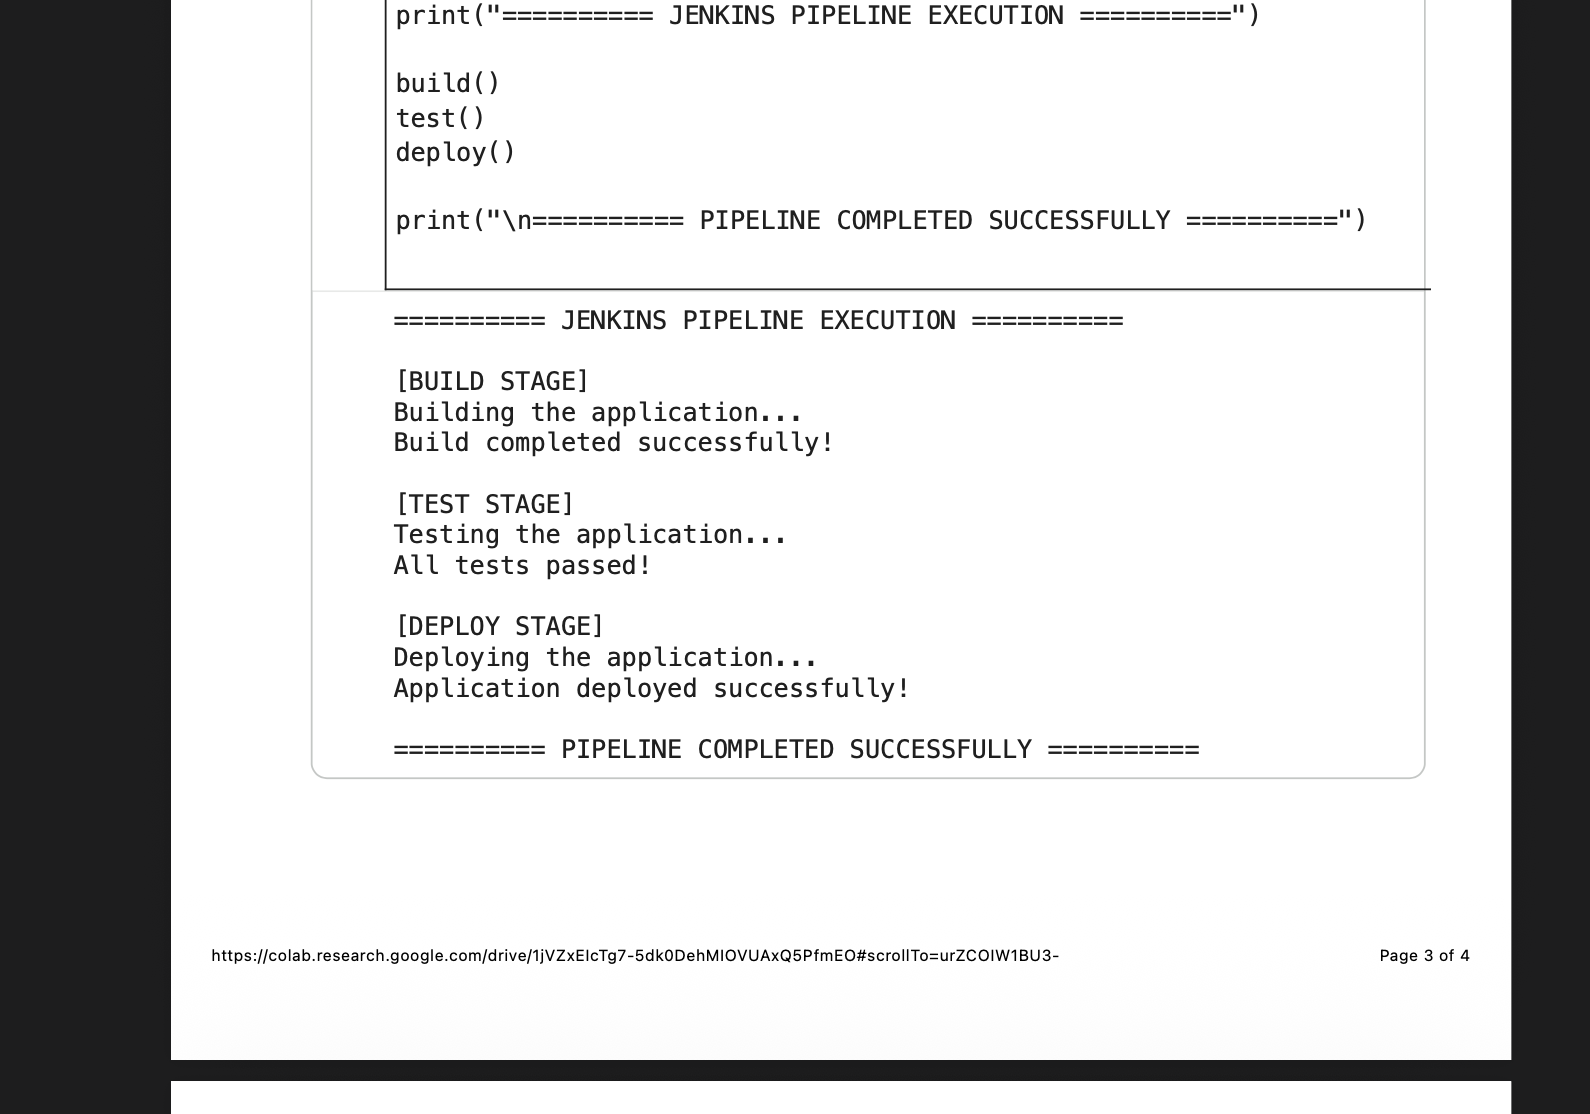 print("========== JENKINS PIPELINE EXECUTION ==========")
build()
test()
deploy()
print("\n========== PIPELINE COMPLETED SUCCESSFULLY ==========")
========== JENKINS PIPELINE EXECUTION ==========
[BUILD STAGE]
Building the application...
Build completed successfully!
[TEST STAGE]
Testing the application...
All tests passed!
[DEPLOY STAGE]
Deploying the application...
Application deployed successfully!
========== PIPELINE COMPLETED SUCCESSFULLY ==========
https://colab.research.google.com/drive/1jVZxEIcTg7-5dk0DehMIOVUAxQ5PfmEO#scrollTo=urZCOIW1BU3-
Page 3 of 4